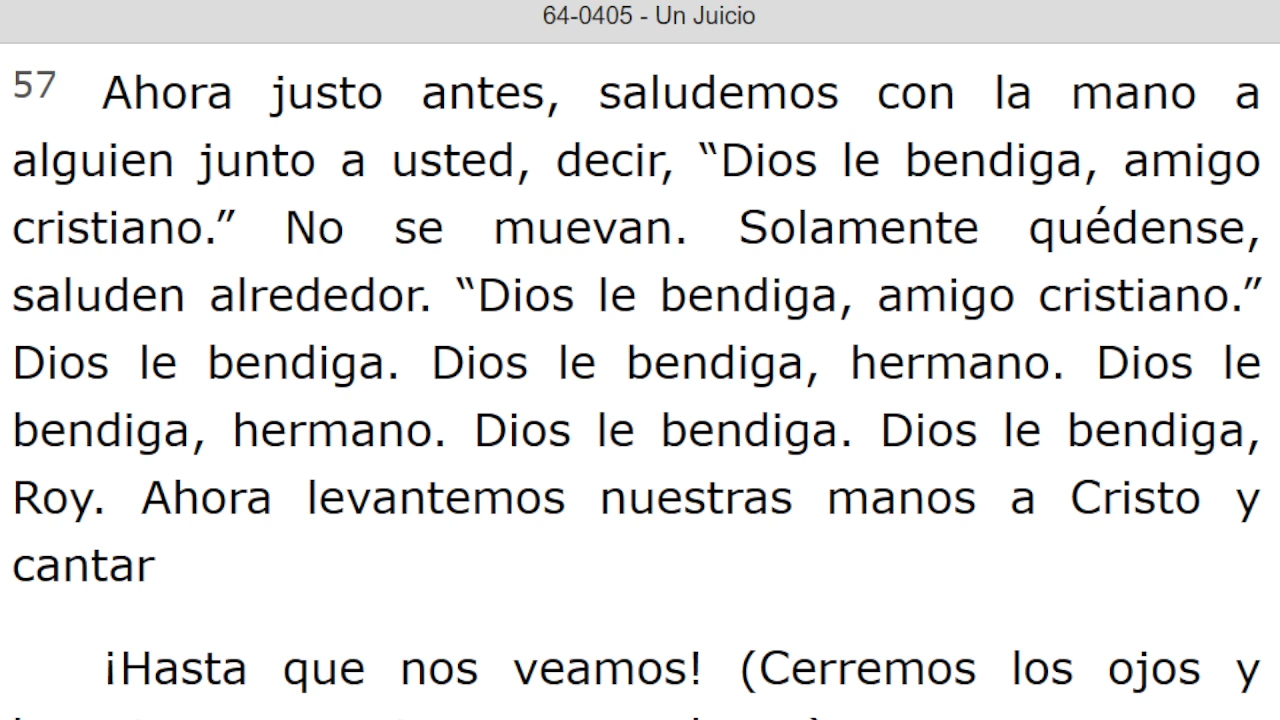 64-0405 - Un Juicio
57 Ahora justo antes, saludemos con la mano a
alguien junto a usted, decir, “Dios le bendiga, amigo
cristiano.” No se muevan. Solamente quédense,
saluden alrededor. “Dios le bendiga, amigo cristiano.”
Dios le bendiga. Dios le bendiga, hermano. Dios le
bendiga, hermano. Dios le bendiga. Dios le bendiga,
Roy. Ahora levantemos nuestras manos a Cristo y
cantar
¡Hasta que nos veamos! (Cerremos los ojos y